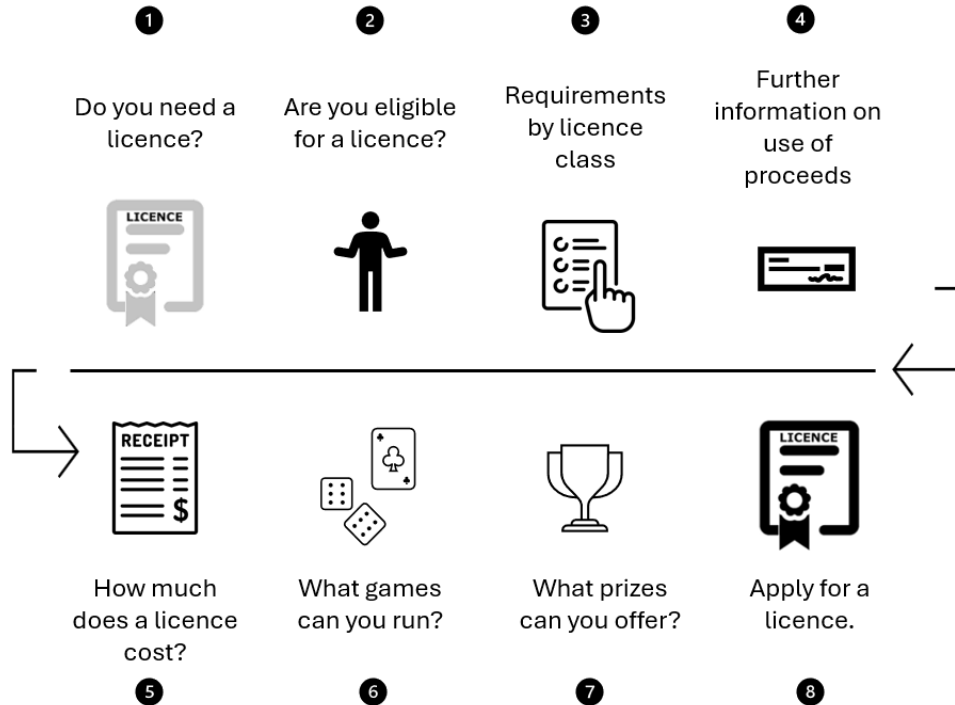 1
2
3
4
Do you need a
licence?
Are you eligible
for a licence?
Requirements
by licence
class
Further
information on
use of
proceeds
LICENCE
RECEIPT
$
LICENCE
How much
does a licence
cost?
What games
can you run?
What prizes
can you offer?
Apply for a
licence.
5
6
7
8